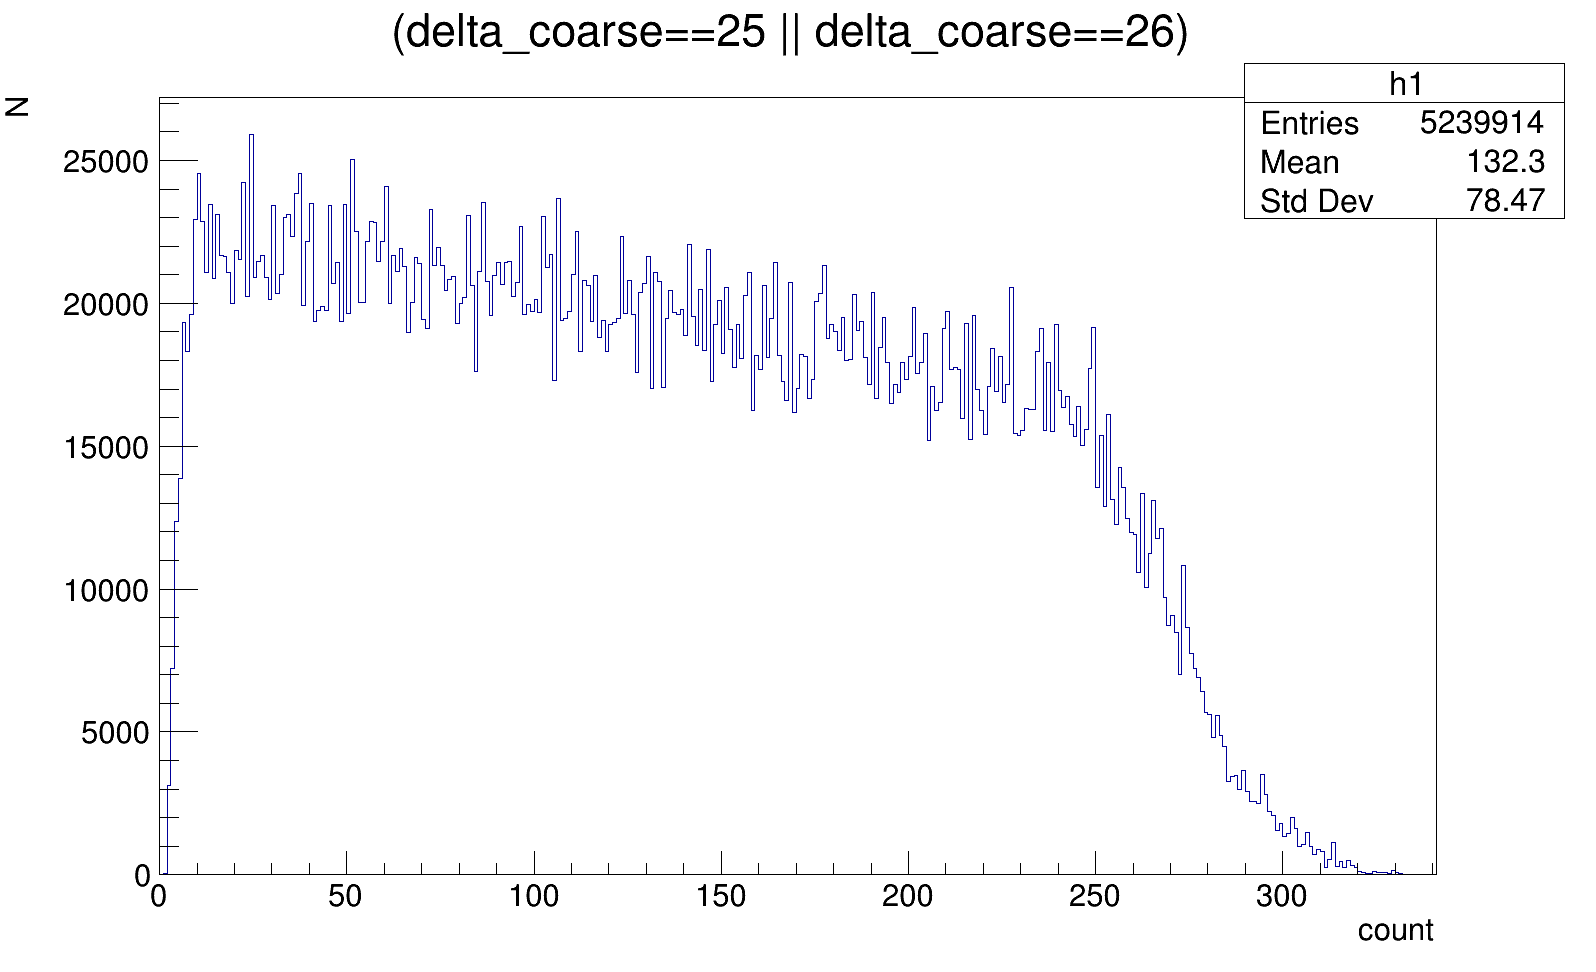 (delta_coarse==25 || delta_coarse==26)
h1
Entries 5239914
Mean 132.3
Std Dev 78.47
N
25000
20000
15000
10000
5000
0
0 50 100 150 200 250 300
count